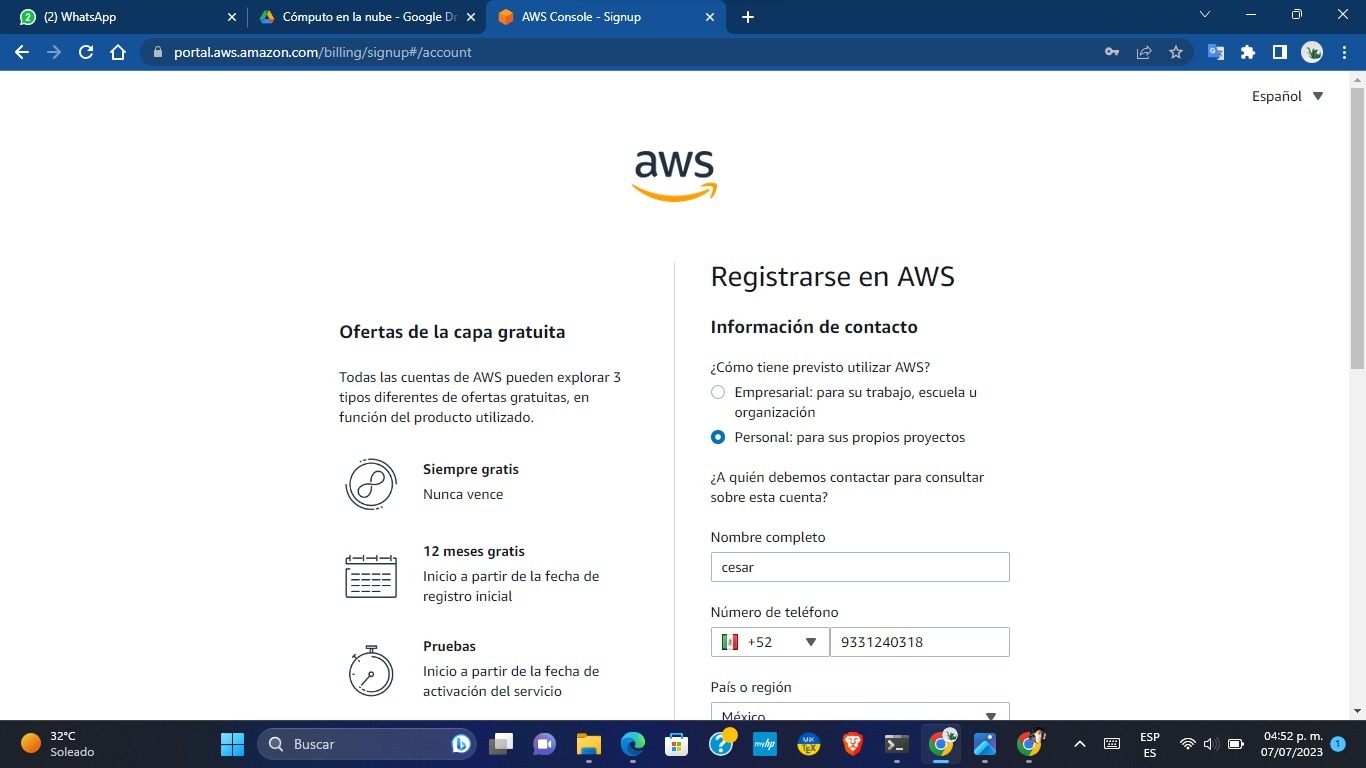 (2) WhatsApp
Cómputo en la nube - Google Dr
AWS Console - Signup
portal.aws.amazon.com/billing/signup#/account
Español
aws
Ofertas de la capa gratuita
Todas las cuentas de AWS pueden explorar 3
tipos diferentes de ofertas gratuitas, en
función del producto utilizado.
Siempre gratis
Nunca vence
12 meses gratis
Inicio a partir de la fecha de
registro inicial
Pruebas
Inicio a partir de la fecha de
activación del servicio
Registrarse en AWS
Información de contacto
¿Cómo tiene previsto utilizar AWS?
Empresarial: para su trabajo, escuela u
organización
Personal: para sus propios proyectos
¿A quién debemos contactar para consultar
sobre esta cuenta?
Nombre completo
cesar
Número de teléfono
+52 9331240318
País o región
México
32°C
Soleado
Buscar
myhp
MiK
TEX
ESP
ES
04:52 p. m.
07/07/2023
1